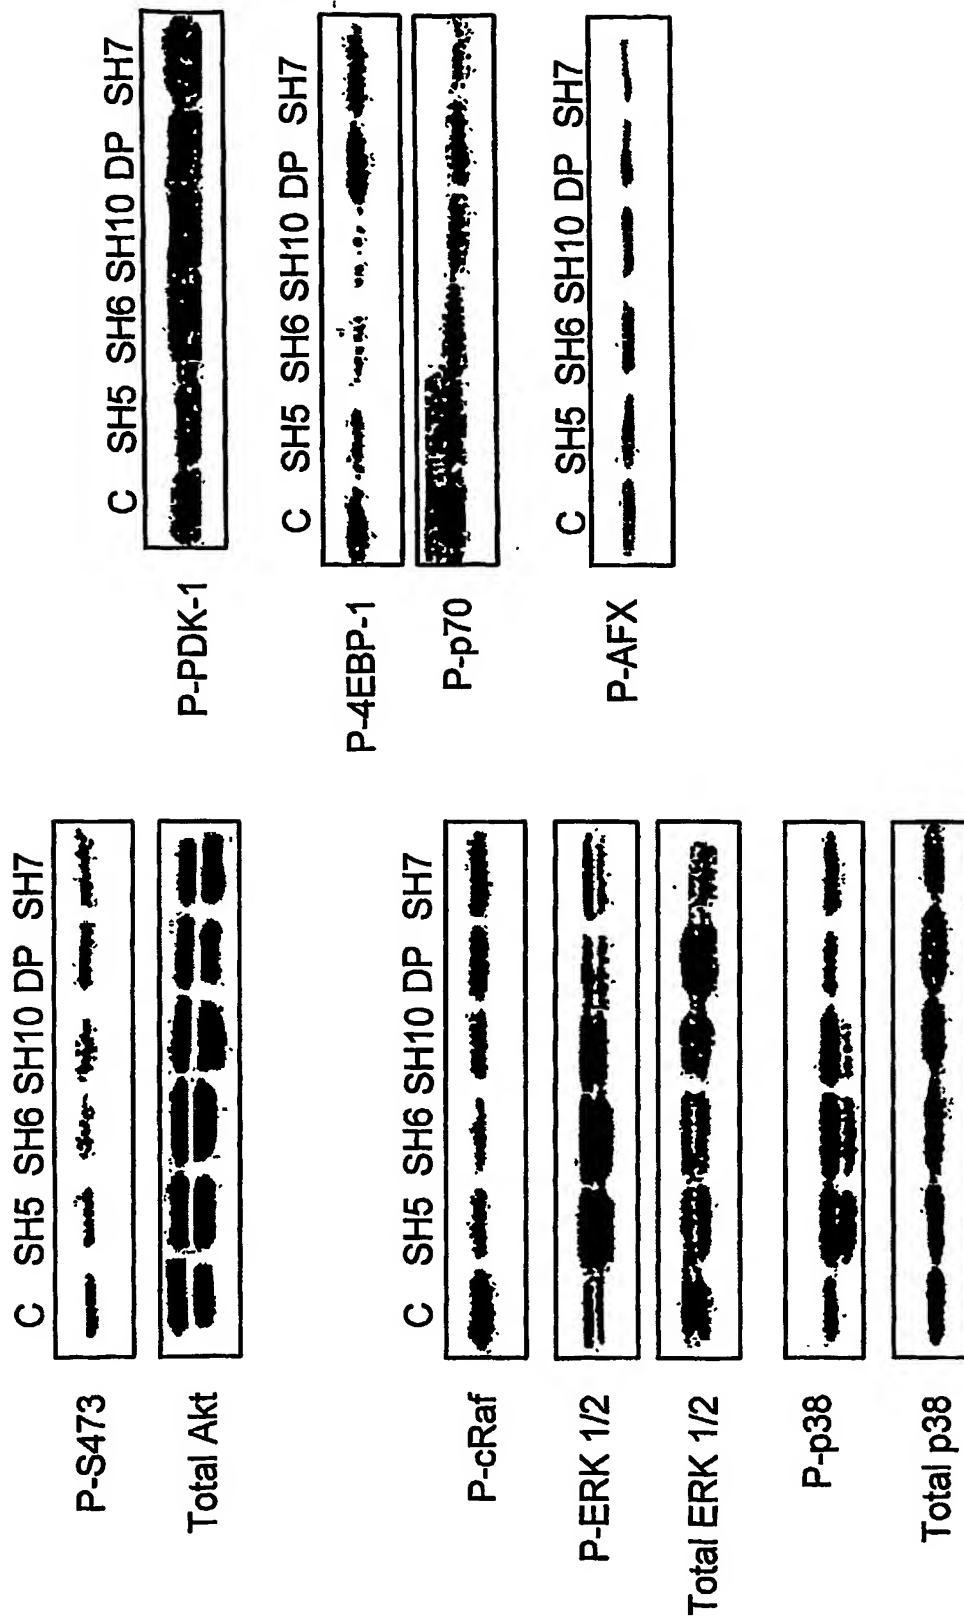 C SH5 SH6 SH10 DP SH7
P-S473
Total Akt
C SH5 SH6 SH10 DP SH7
P-cRaf
P-ERK 1/2
Total ERK 1/2
P-p38
Total p38
C SH5 SH6 SH10 DP SH7
P-PDK-1
C SH5 SH6 SH10 DP SH7
P-4EBP-1
P-p70
C SH5 SH6 SH10 DP SH7
P-AFX